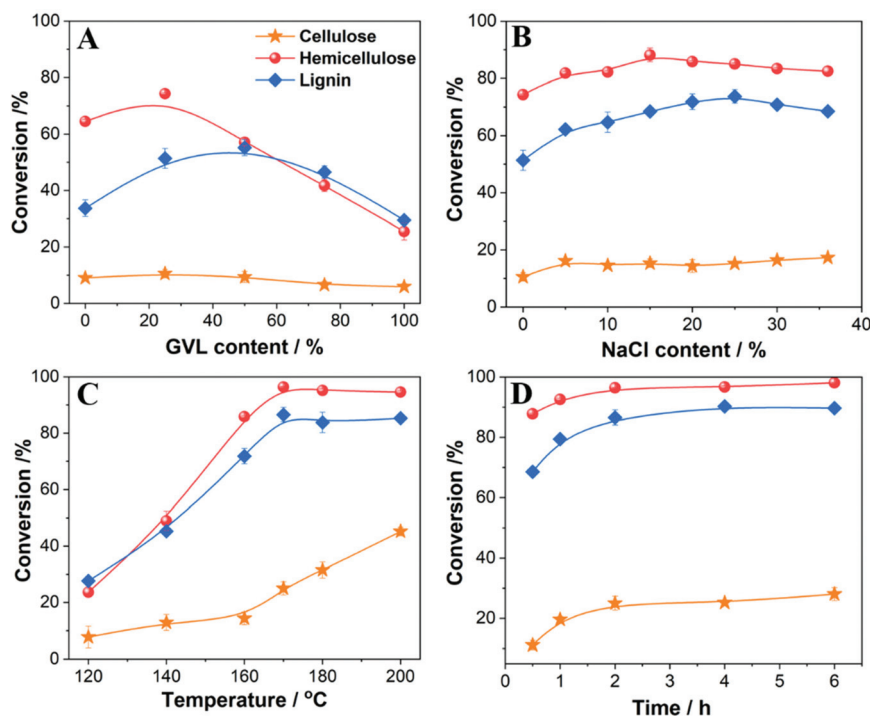 A
Cellulose
Hemicellulose
Lignin
Conversion /%
100
80
60
40
20
0
0 20 40 60 80 100
GVL content / %
B
Conversion /%
100
80
60
40
20
0
0 10 20 30 40
NaCl content / %
C
Conversion /%
100
80
60
40
20
0
120 140 160 180 200
Temperature / °C
D
Conversion /%
100
80
60
40
20
0 1 2 3 4 5 6
Time / h